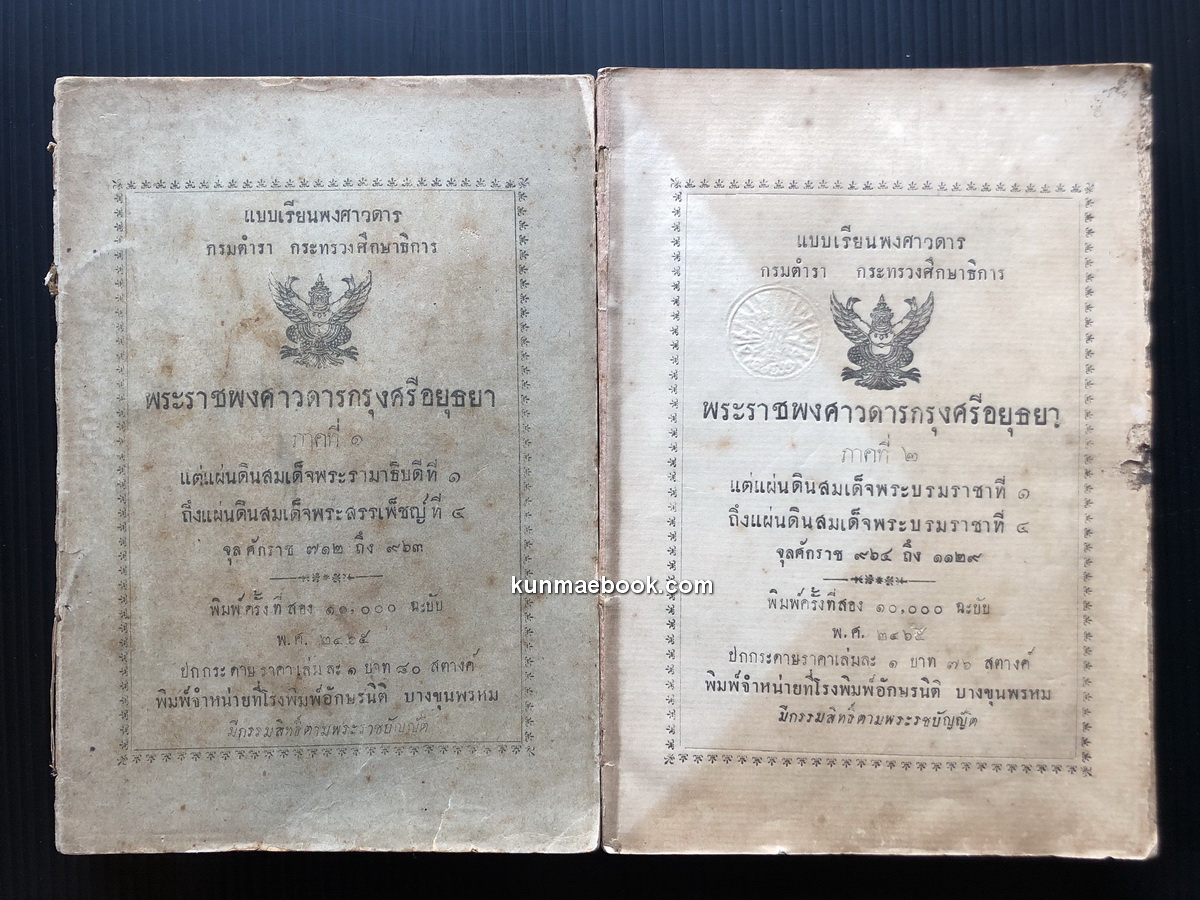 แบบเรียนพงศาวดาร
กรมตำรา กระทรวงศึกษาธิการ
พระราชพงศาวดารกรุงศรีอยุธยา
ภาคที่ ๑
แต่แผ่นดินสมเด็จพระรามาธิบดีที่ ๑
ถึงแผ่นดินสมเด็จพระสรรเพ็ชญ์ที่ ๔
จุลศักราช ๗๑๒ ถึง ๙๖๓
พิมพ์ครั้งที่สอง ๑๑,๐๐๐ ฉะบับ
พ.ศ. ๒๔๖๕
ปกกระดาษราคาเล่มละ ๑ บาท ๘๐ สตางค์
พิมพ์จำหน่ายที่โรงพิมพ์อักษรนิติ บางขุนพรหม
มีกรรมสิทธิ์ตามพระราชบัญญัติ
แบบเรียนพงศาวดาร
กรมตำรา กระทรวงศึกษาธิการ
พระราชพงศาวดารกรุงศรีอยุธยา
ภาคที่ ๒
แต่แผ่นดินสมเด็จพระบรมราชาที่ ๑
ถึงแผ่นดินสมเด็จพระบรมราชาที่ ๔
จุลศักราช ๙๖๔ ถึง ๑๑๒๙
พิมพ์ครั้งที่สอง ๑๐,๐๐๐ ฉะบับ
พ.ศ. ๒๔๖๕
ปกกระดาษราคาเล่มละ ๑ บาท ๗๖ สตางค์
พิมพ์จำหน่ายที่โรงพิมพ์อักษรนิติ บางขุนพรหม
มีกรรมสิทธิ์ตามพระราชบัญญัติ
kunmaebook.com